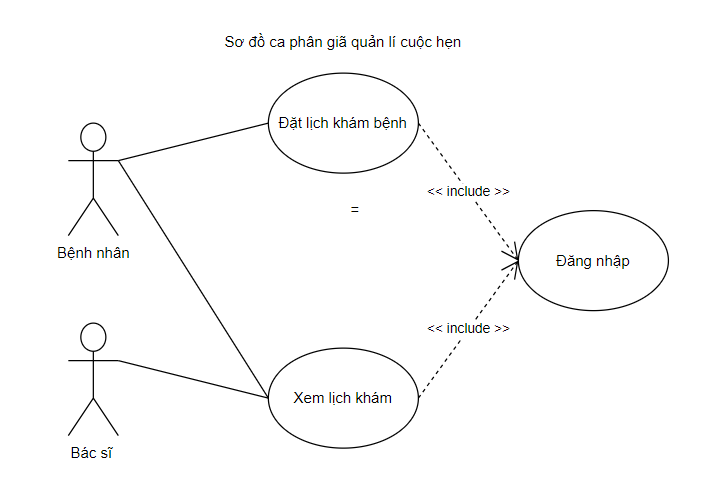 Sơ đồ ca phân giã quản lí cuộc hẹn
Đặt lịch khám bệnh
<< include >>
=
Bệnh nhân
Đăng nhập
<< include >>
Xem lịch khám
Bác sĩ